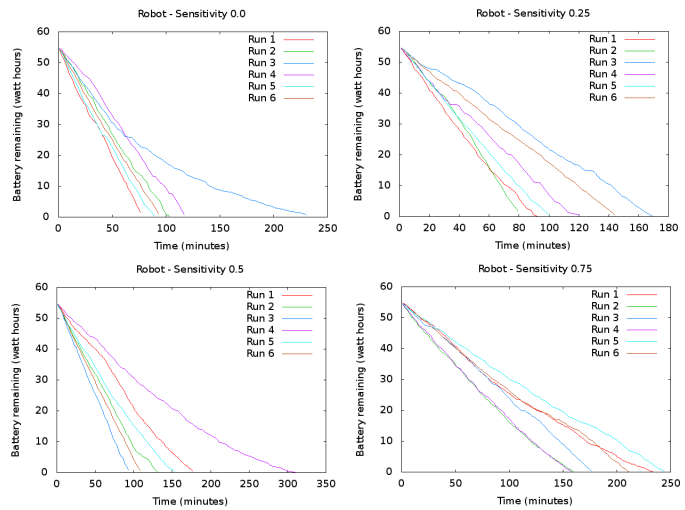 Robot - Sensitivity 0.0
Battery remaining (watt hours)
60
50
40
30
20
10
0
Run 1
Run 2
Run 3
Run 4
Run 5
Run 6
0 50 100 150 200 250
Time (minutes)
Robot - Sensitivity 0.25
Battery remaining (watt hours)
60
50
40
30
20
10
0
Run 1
Run 2
Run 3
Run 4
Run 5
Run 6
0 20 40 60 80 100 120 140 160 180
Time (minutes)
Robot - Sensitivity 0.5
Battery remaining (watt hours)
60
50
40
30
20
10
0
Run 1
Run 2
Run 3
Run 4
Run 5
Run 6
0 50 100 150 200 250 300 350
Time (minutes)
Robot - Sensitivity 0.75
Battery remaining (watt hours)
60
50
40
30
20
10
0
Run 1
Run 2
Run 3
Run 4
Run 5
Run 6
0 50 100 150 200 250
Time (minutes)